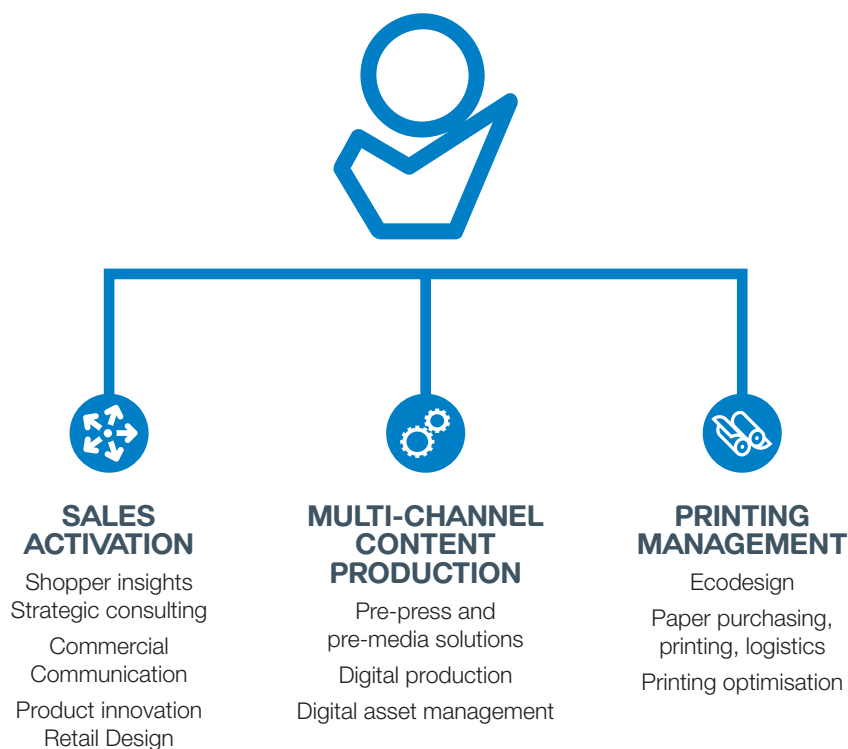 SALES
ACTIVATION
Shopper insights
Strategic consulting
Commercial
Communication
Product innovation
Retail Design
MULTI-CHANNEL
CONTENT
PRODUCTION
Pre-press and
pre-media solutions
Digital production
Digital asset management
PRINTING
MANAGEMENT
Ecodesign
Paper purchasing,
printing, logistics
Printing optimisation